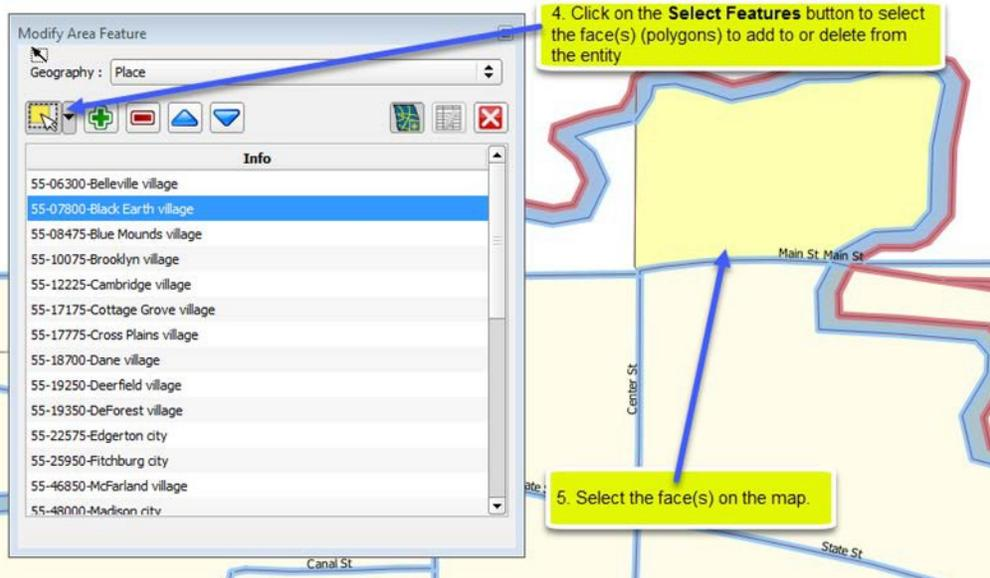 Modify Area Feature
Geography : Place
Info
55-06300-Belleville village
55-07800-Black Earth village
55-08475-Blue Mounds village
55-10075-Brooklyn village
55-12225-Cambridge village
55-17175-Cottage Grove village
55-17775-Cross Plains village
55-18700-Dane village
55-19250-Deerfield village
55-19350-DeForest village
55-22575-Edgerton city
55-25950-Fitchburg city
55-46850-McFarland village
55-48000-Madison city
4. Click on the Select Features button to select
the face(s) (polygons) to add to or delete from
the entity
Main St Main St
Center St
5. Select the face(s) on the map.
State St
Canal St